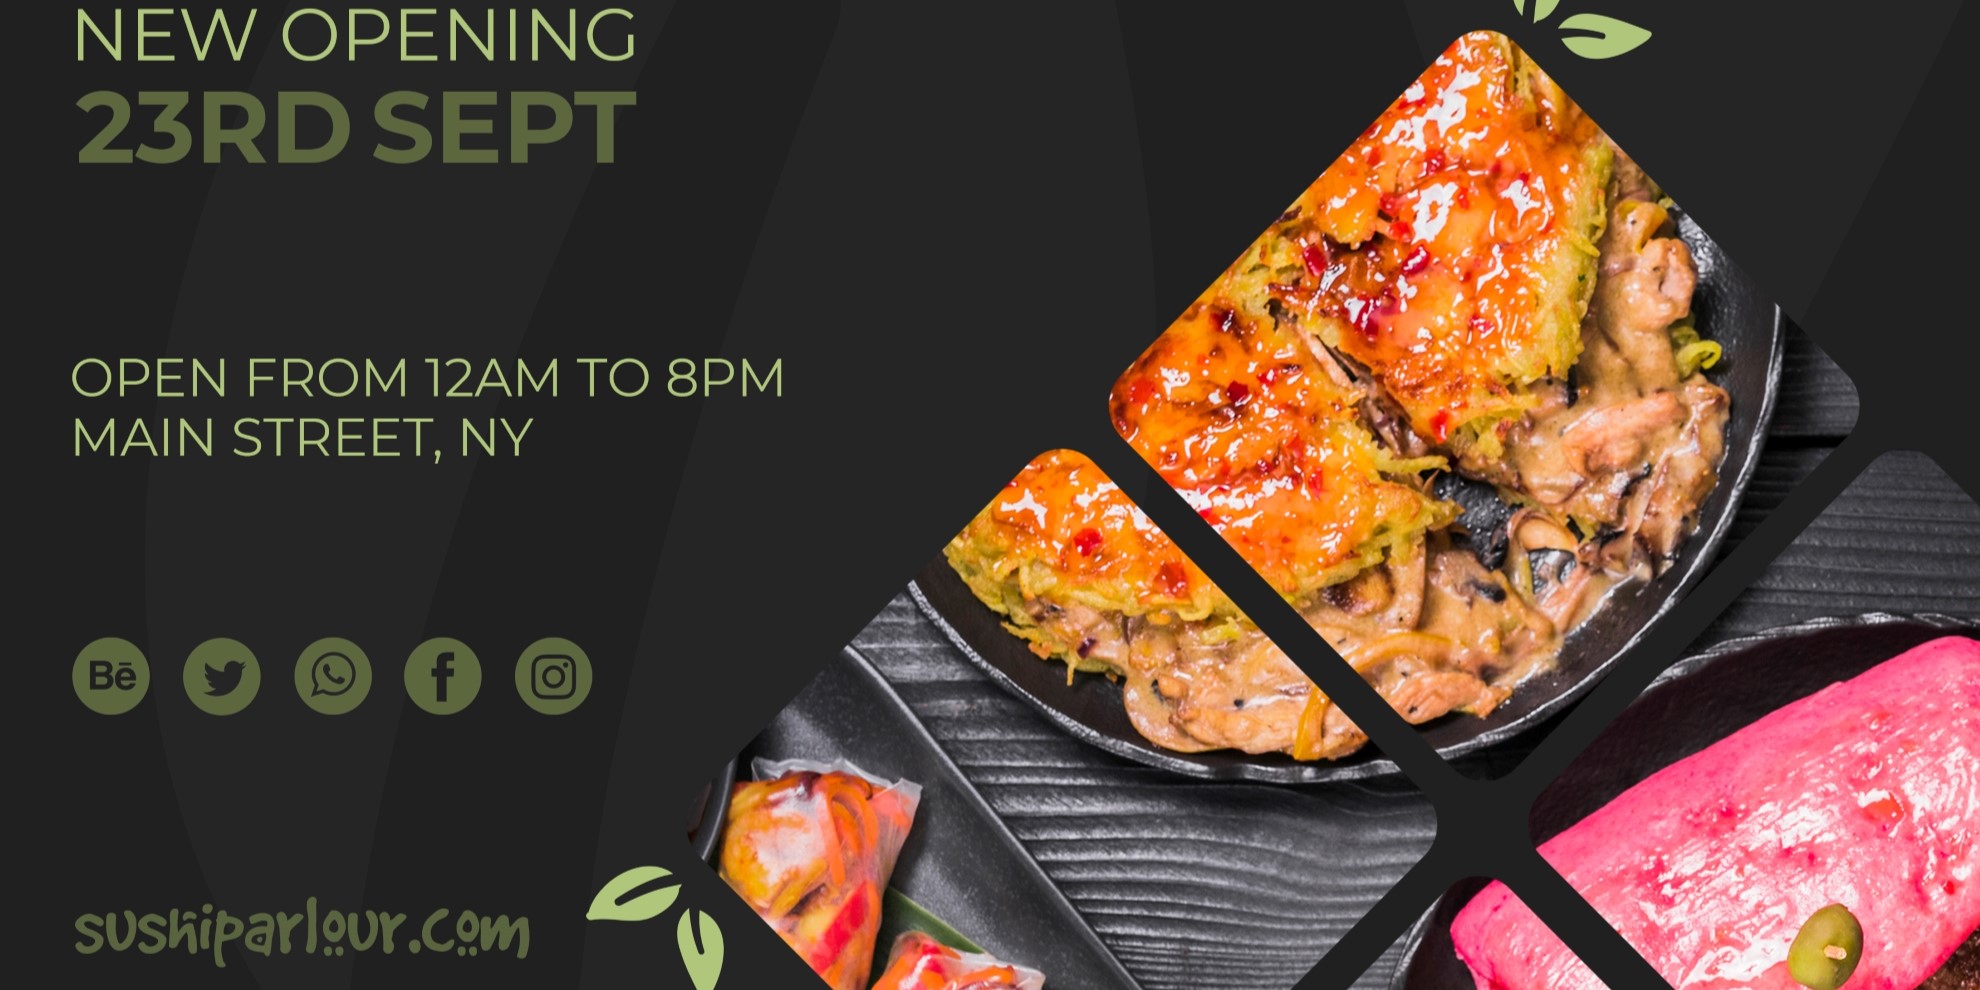 NEW OPENING
23RD SEPT
OPEN FROM 12AM TO 8PM
MAIN STREET, NY
Bē
sushiparlour.com